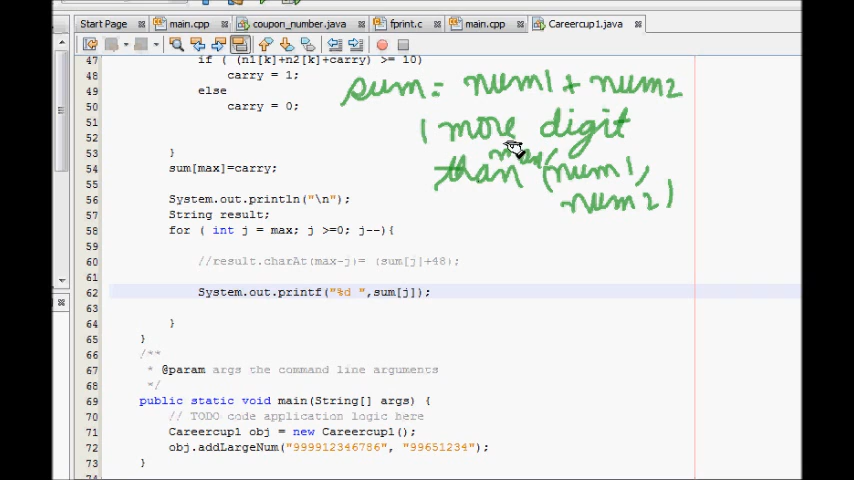 Start Page main.cpp coupon_number.java fprint.c main.cpp Careercup1.java
47 if ( (n1[k]+n2[k]+carry) >= 10)
48 carry = 1;
49 else
50 carry = 0;
51
52
53 }
54 sum[max]=carry;
55
56 System.out.println("\n");
57 String result;
58 for ( int j = max; j >=0; j--){
59
60 //result.charAt(max-j)= (sum[j]+48);
61
62 System.out.printf("%d ",sum[j]);
63
64 }
65 }
66 /**
67 * @param args the command line arguments
68 */
69 public static void main(String[] args) {
70 // TODO code application logic here
71 Careercup1 obj = new Careercup1();
72 obj.addLargeNum("999912346786", "99651234");
73 }
sum = num1 + num2
1 more digit
than max(num1,
num2)